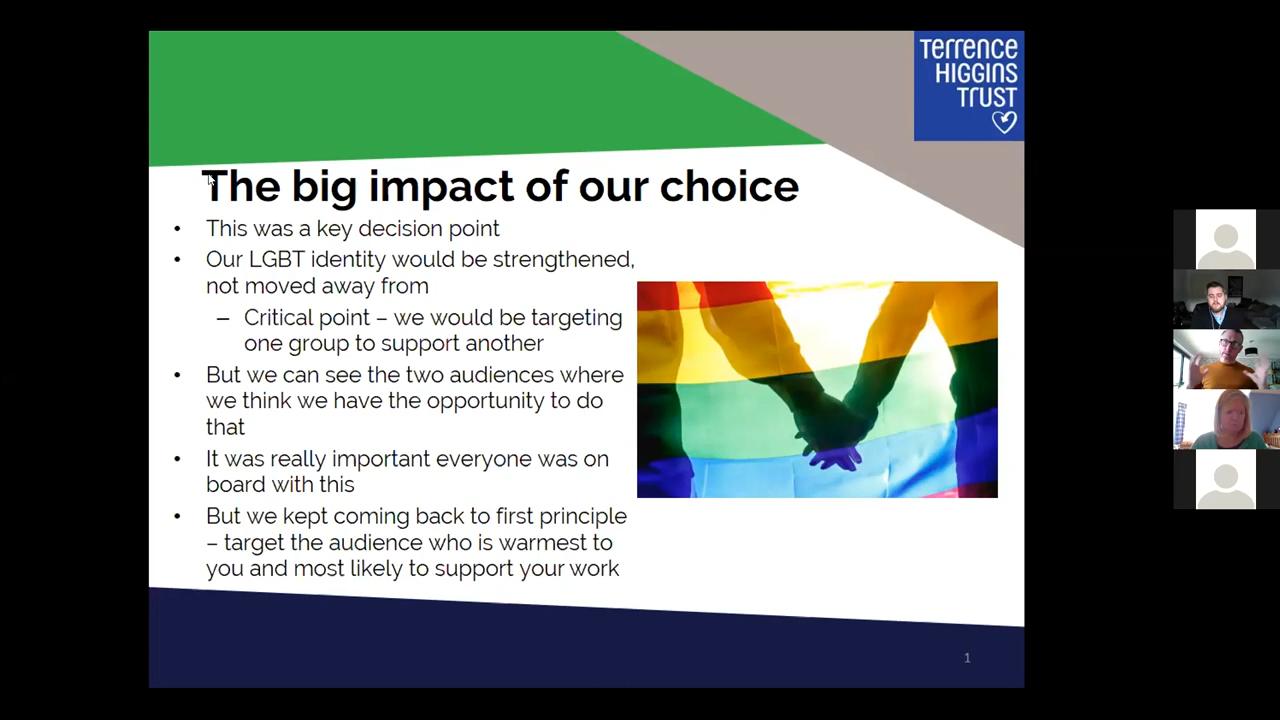 Terrence
HIGGINS
TrusT
The big impact of our choice
• This was a key decision point
• Our LGBT identity would be strengthened,
not moved away from
– Critical point – we would be targeting
one group to support another
• But we can see the two audiences where
we think we have the opportunity to do
that
• It was really important everyone was on
board with this
• But we kept coming back to first principle
– target the audience who is warmest to
you and most likely to support your work
1